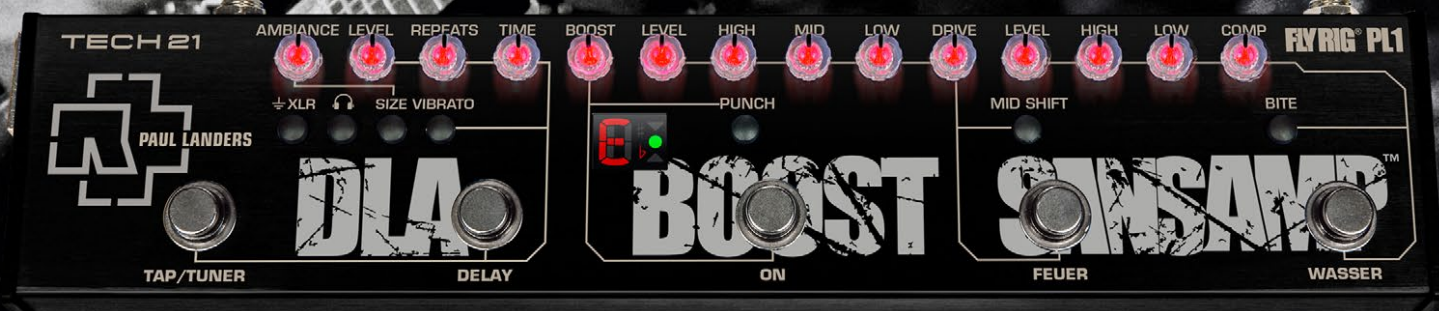 TECH 21
AMBIANCE LEVEL REPEATS TIME BOOST LEVEL HIGH MID LOW DRIVE LEVEL HIGH LOW COMP FLY RIG® PL1
XLR SIZE VIBRATO PUNCH MID SHIFT BITE
R PAUL LANDERS
E ♭
DLA BOOST SANSAMP™
TAP/TUNER DELAY ON FEUER WASSER